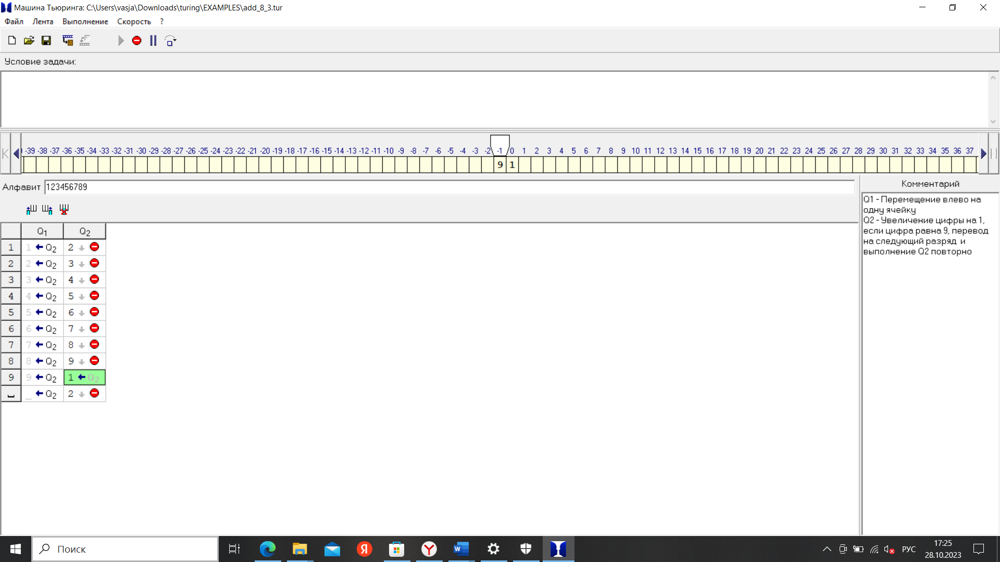 Машина Тьюринга: C:\Users\vasja\Downloads\turing\EXAMPLES\add_8_3.tur
Файл Лента Выполнение Скорость ?
Условие задачи:
-39 -38 -37 -36 -35 -34 -33 -32 -31 -30 -29 -28 -27 -26 -25 -24 -23 -22 -21 -20 -19 -18 -17 -16 -15 -14 -13 -12 -11 -10 -9 -8 -7 -6 -5 -4 -3 -2 -1 0 1 2 3 4 5 6 7 8 9 10 11 12 13 14 15 16 17 18 19 20 21 22 23 24 25 26 27 28 29 30 31 32 33 34 35 36 37
9 1
Алфавит 123456789
Q1 Q2
1 1 Q2 2
2 2 Q2 3
3 3 Q2 4
4 4 Q2 5
5 5 Q2 6
6 6 Q2 7
7 7 Q2 8
8 8 Q2 9
9 9 Q2 1 Q2
_ Q2 2
Комментарий
Q1 - Перемещение влево на
одну ячейку
Q2 - Увеличение цифры на 1,
если цифра равна 9, перевод
на следующий разряд и
выполнение Q2 повторно
Поиск
РУС
17:25
28.10.2023